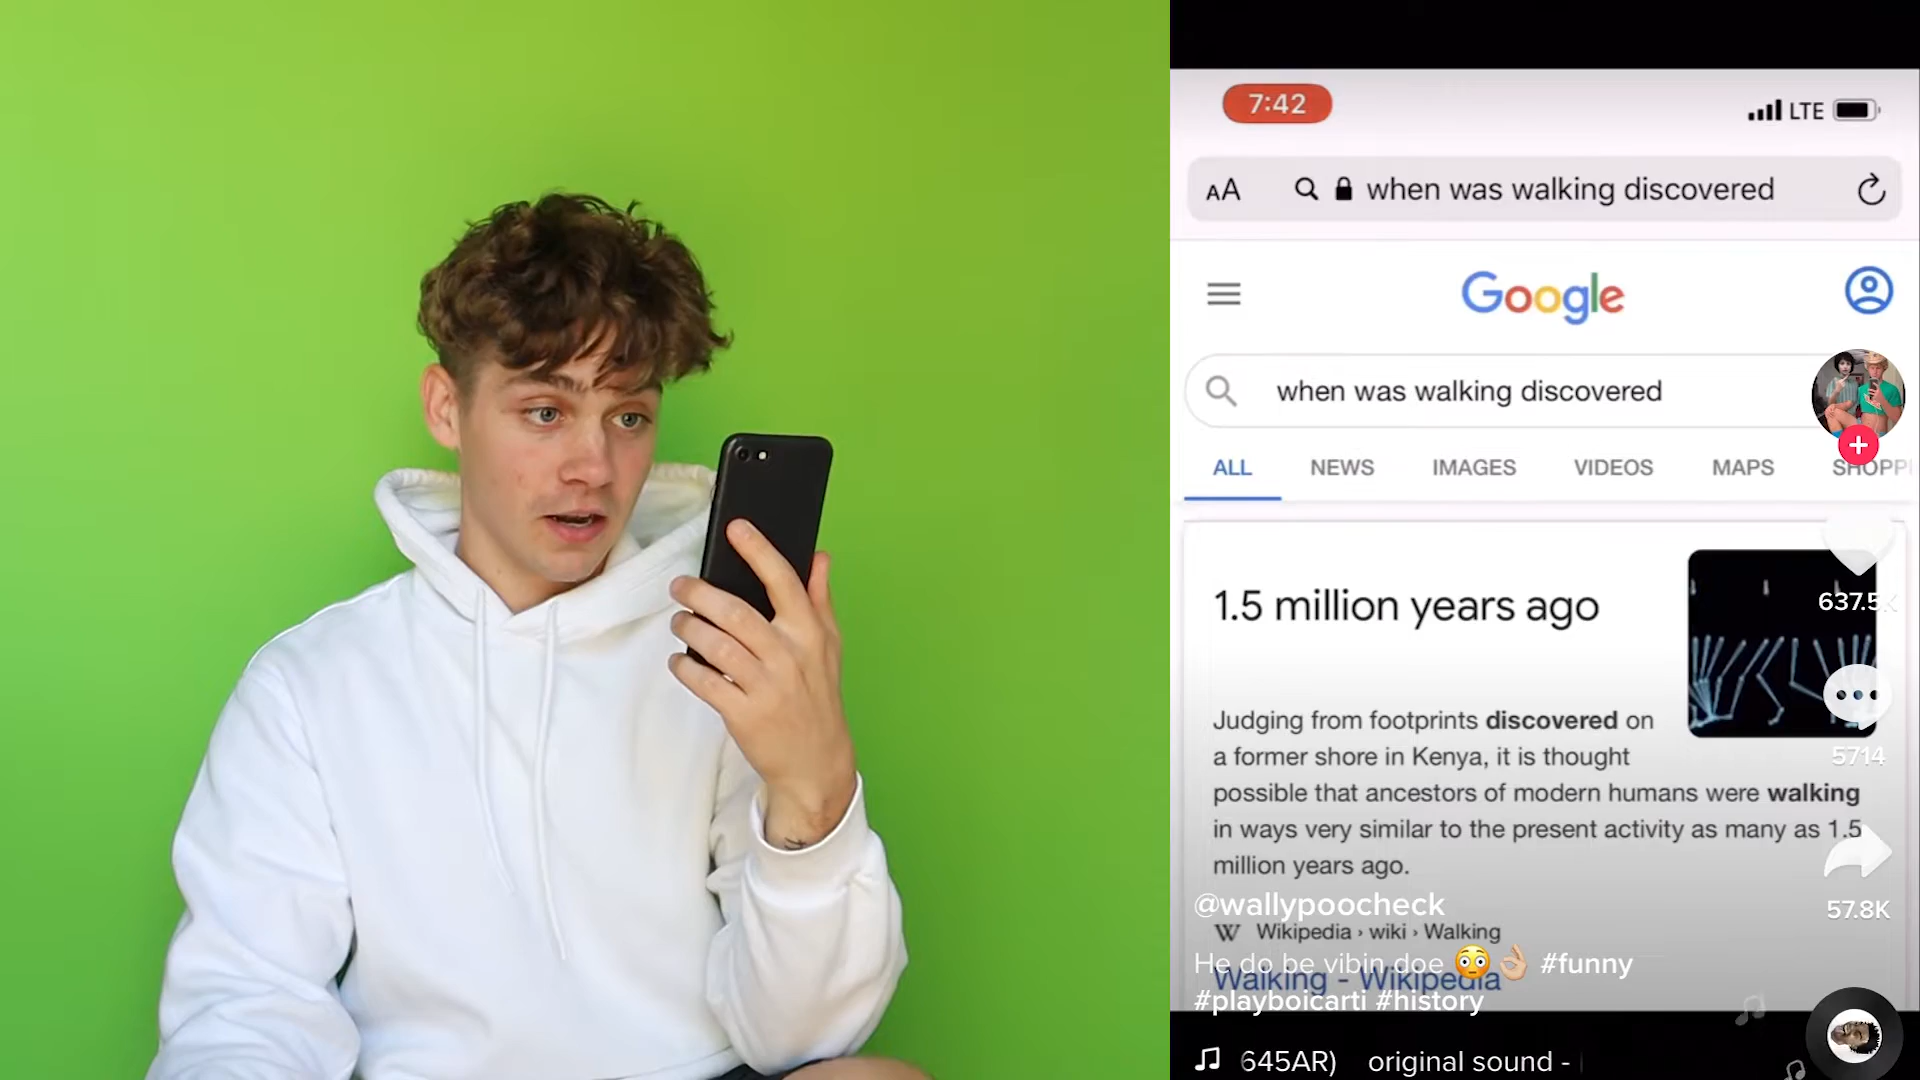 7:42
LTE
AA when was walking discovered
Google
when was walking discovered
ALL NEWS IMAGES VIDEOS MAPS SHOPPI
1.5 million years ago
637.5K
Judging from footprints discovered on
a former shore in Kenya, it is thought
possible that ancestors of modern humans were walking
in ways very similar to the present activity as many as 1.5
million years ago.
5714
57.8K
@wallypoocheck
W Wikipedia › wiki › Walking
He do be vibin doe 😳👌🏼 #funny
Walking - Wikipedia
#playboicarti #history
645AR) original sound -